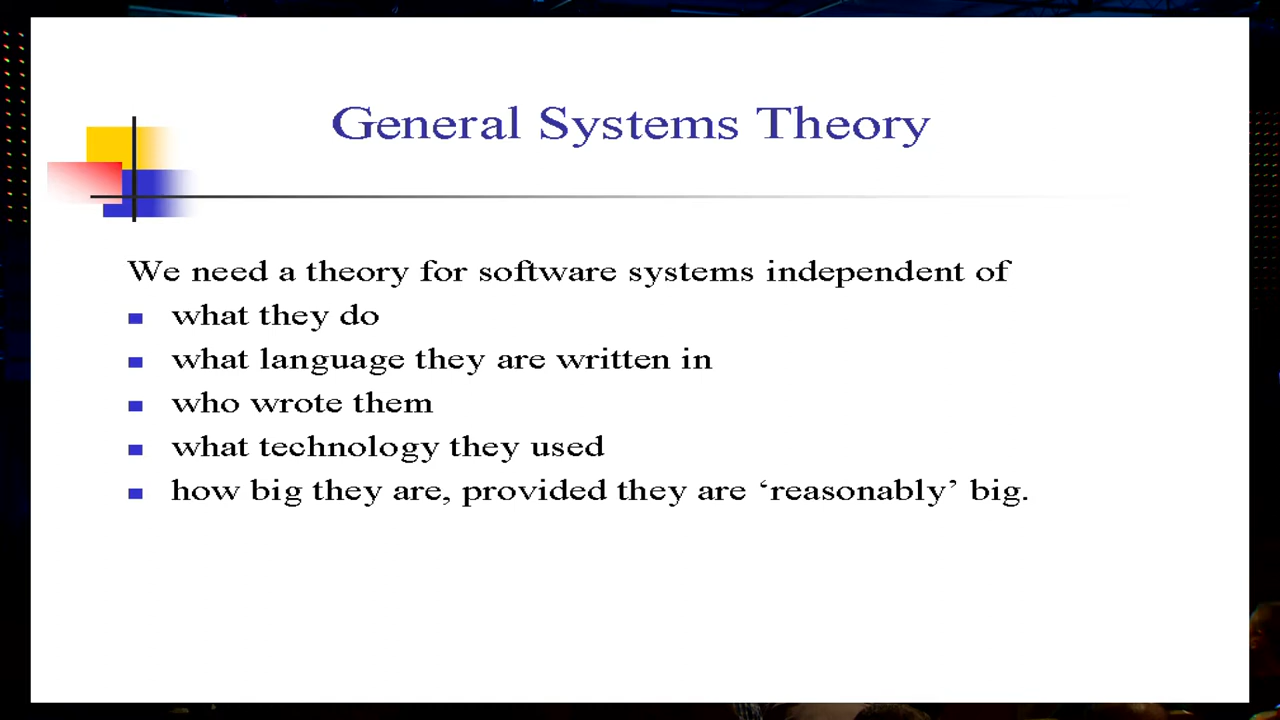 General Systems Theory
We need a theory for software systems independent of
what they do
what language they are written in
who wrote them
what technology they used
how big they are, provided they are ‘reasonably’ big.